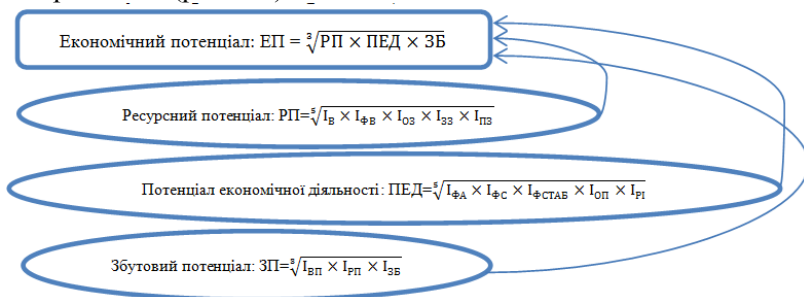 Економічний потенціал: ЕП = ∛(РП × ПЕД × ЗБ)
Ресурсний потенціал: РП=⁵√(I_В × I_ФВ × I_ОЗ × I_ЗЗ × I_ПЗ)
Потенціал економічної діяльності: ПЕД=⁵√(I_ФА × I_ФС × I_ФСТАБ × I_ОП × I_РІ)
Збутовий потенціал: ЗП=∛(I_ВП × I_РП × I_ЗБ)